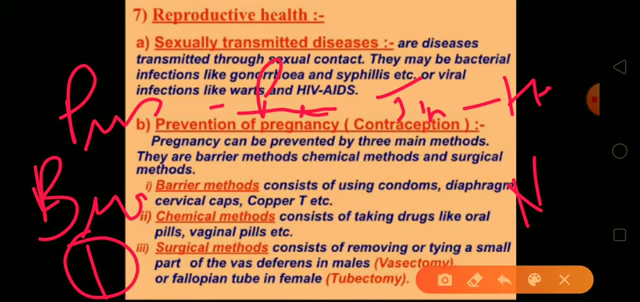 7) Reproductive health :-
a) Sexually transmitted diseases :- are diseases
transmitted through sexual contact. They may be bacterial
infections like gonorrhoea and syphillis etc. or viral
infections like warts and HIV-AIDS.
b) Prevention of pregnancy ( Contraception ) :-
Pregnancy can be prevented by three main methods.
They are barrier methods chemical methods and surgical
methods.
i) Barrier methods consists of using condoms, diaphragm
cervical caps, Copper T etc.
ii) Chemical methods consists of taking drugs like oral
pills, vaginal pills etc.
iii) Surgical methods consists of removing or tying a small
part of the vas deferens in males (Vasectomy)
or fallopian tube in female ( Tubectomy )